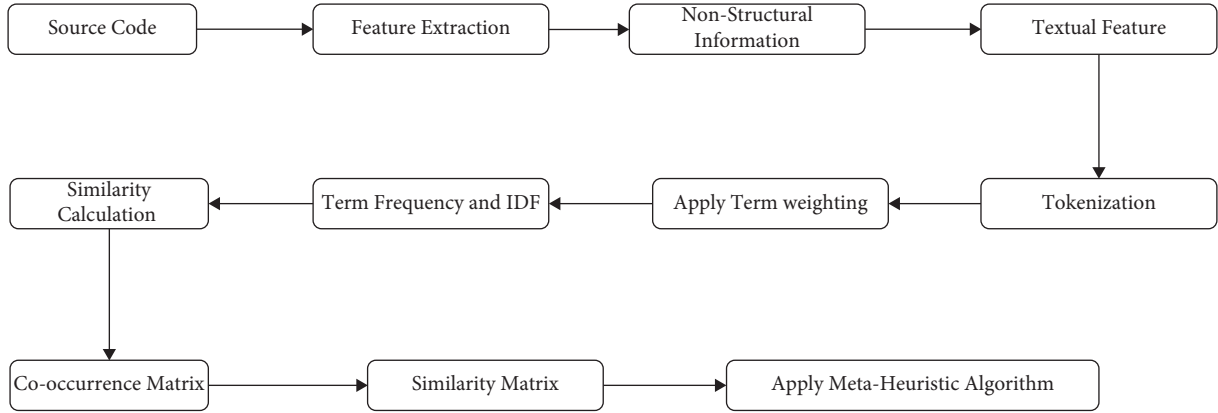 Source Code
Feature Extraction
Non-Structural
Information
Textual Feature
Similarity
Calculation
Term Frequency and IDF
Apply Term weighting
Tokenization
Co-occurrence Matrix
Similarity Matrix
Apply Meta-Heuristic Algorithm